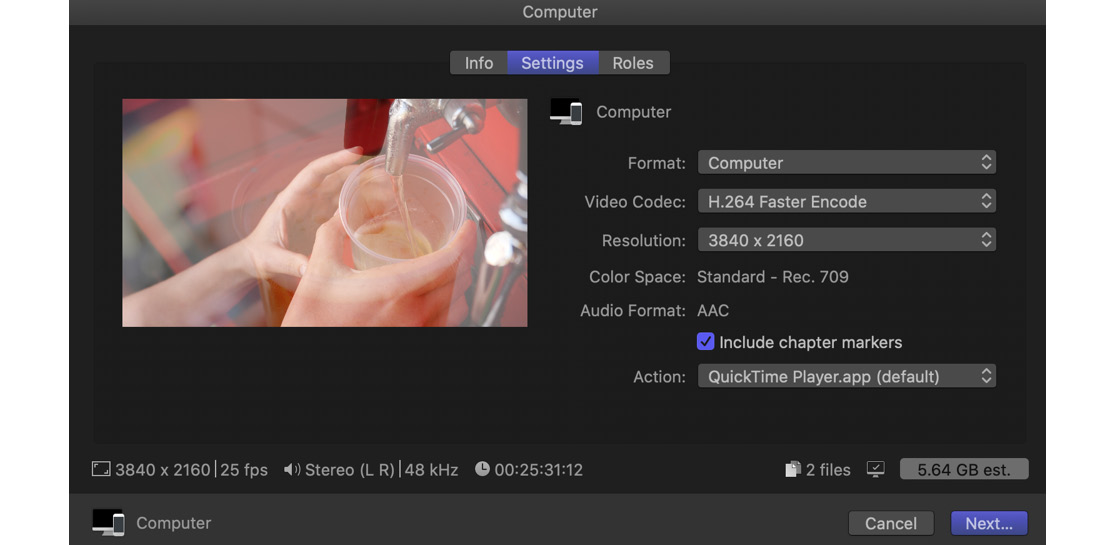 Computer
Info Settings Roles
Computer
Format: Computer
Video Codec: H.264 Faster Encode
Resolution: 3840 x 2160
Color Space: Standard - Rec. 709
Audio Format: AAC
Include chapter markers
Action: QuickTime Player.app (default)
3840 x 2160 | 25 fps Stereo (L R) | 48 kHz 00:25:31:12 2 files 5.64 GB est.
Computer Cancel Next...